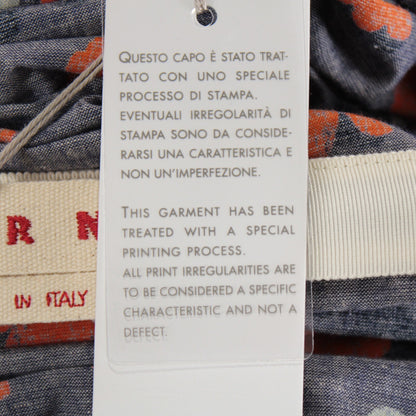 QUESTO CAPO È STATO TRAT-
TATO CON UNO SPECIALE
PROCESSO DI STAMPA.
EVENTUALI IRREGOLARITÀ DI
STAMPA SONO DA CONSIDE-
RARSI UNA CARATTERISTICA E
NON UN'IMPERFEZIONE.
THIS GARMENT HAS BEEN
TREATED WITH A SPECIAL
PRINTING PROCESS.
ALL PRINT IRREGULARITIES ARE
TO BE CONSIDERED A SPECIFIC
CHARACTERISTIC AND NOT A
DEFECT.
R N
IN ITALY